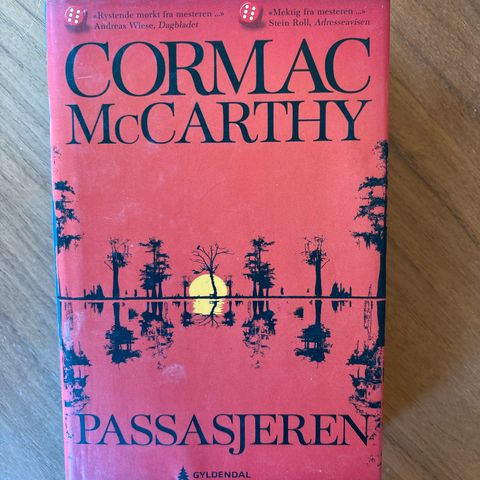 «Rystende mørkt fra mesteren ...»
Andreas Wiese, Dagbladet
«Mektig fra mesteren ...»
Stein Roll, Adresseavisen
CORMAC
McCARTHY
PASSASJEREN
GYLDENDAL